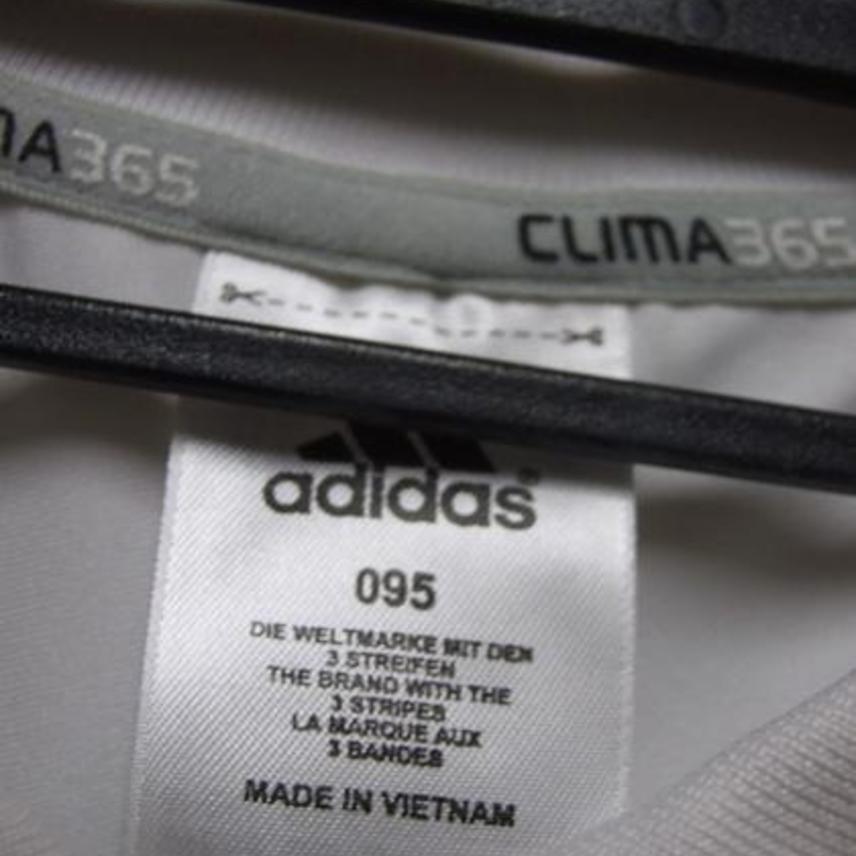 MA365
CLIMA365
adidas
095
DIE WELTMARKE MIT DEN
3 STREIFEN
THE BRAND WITH THE
3 STRIPES
LA MARQUE AUX
3 BANDES
MADE IN VIETNAM